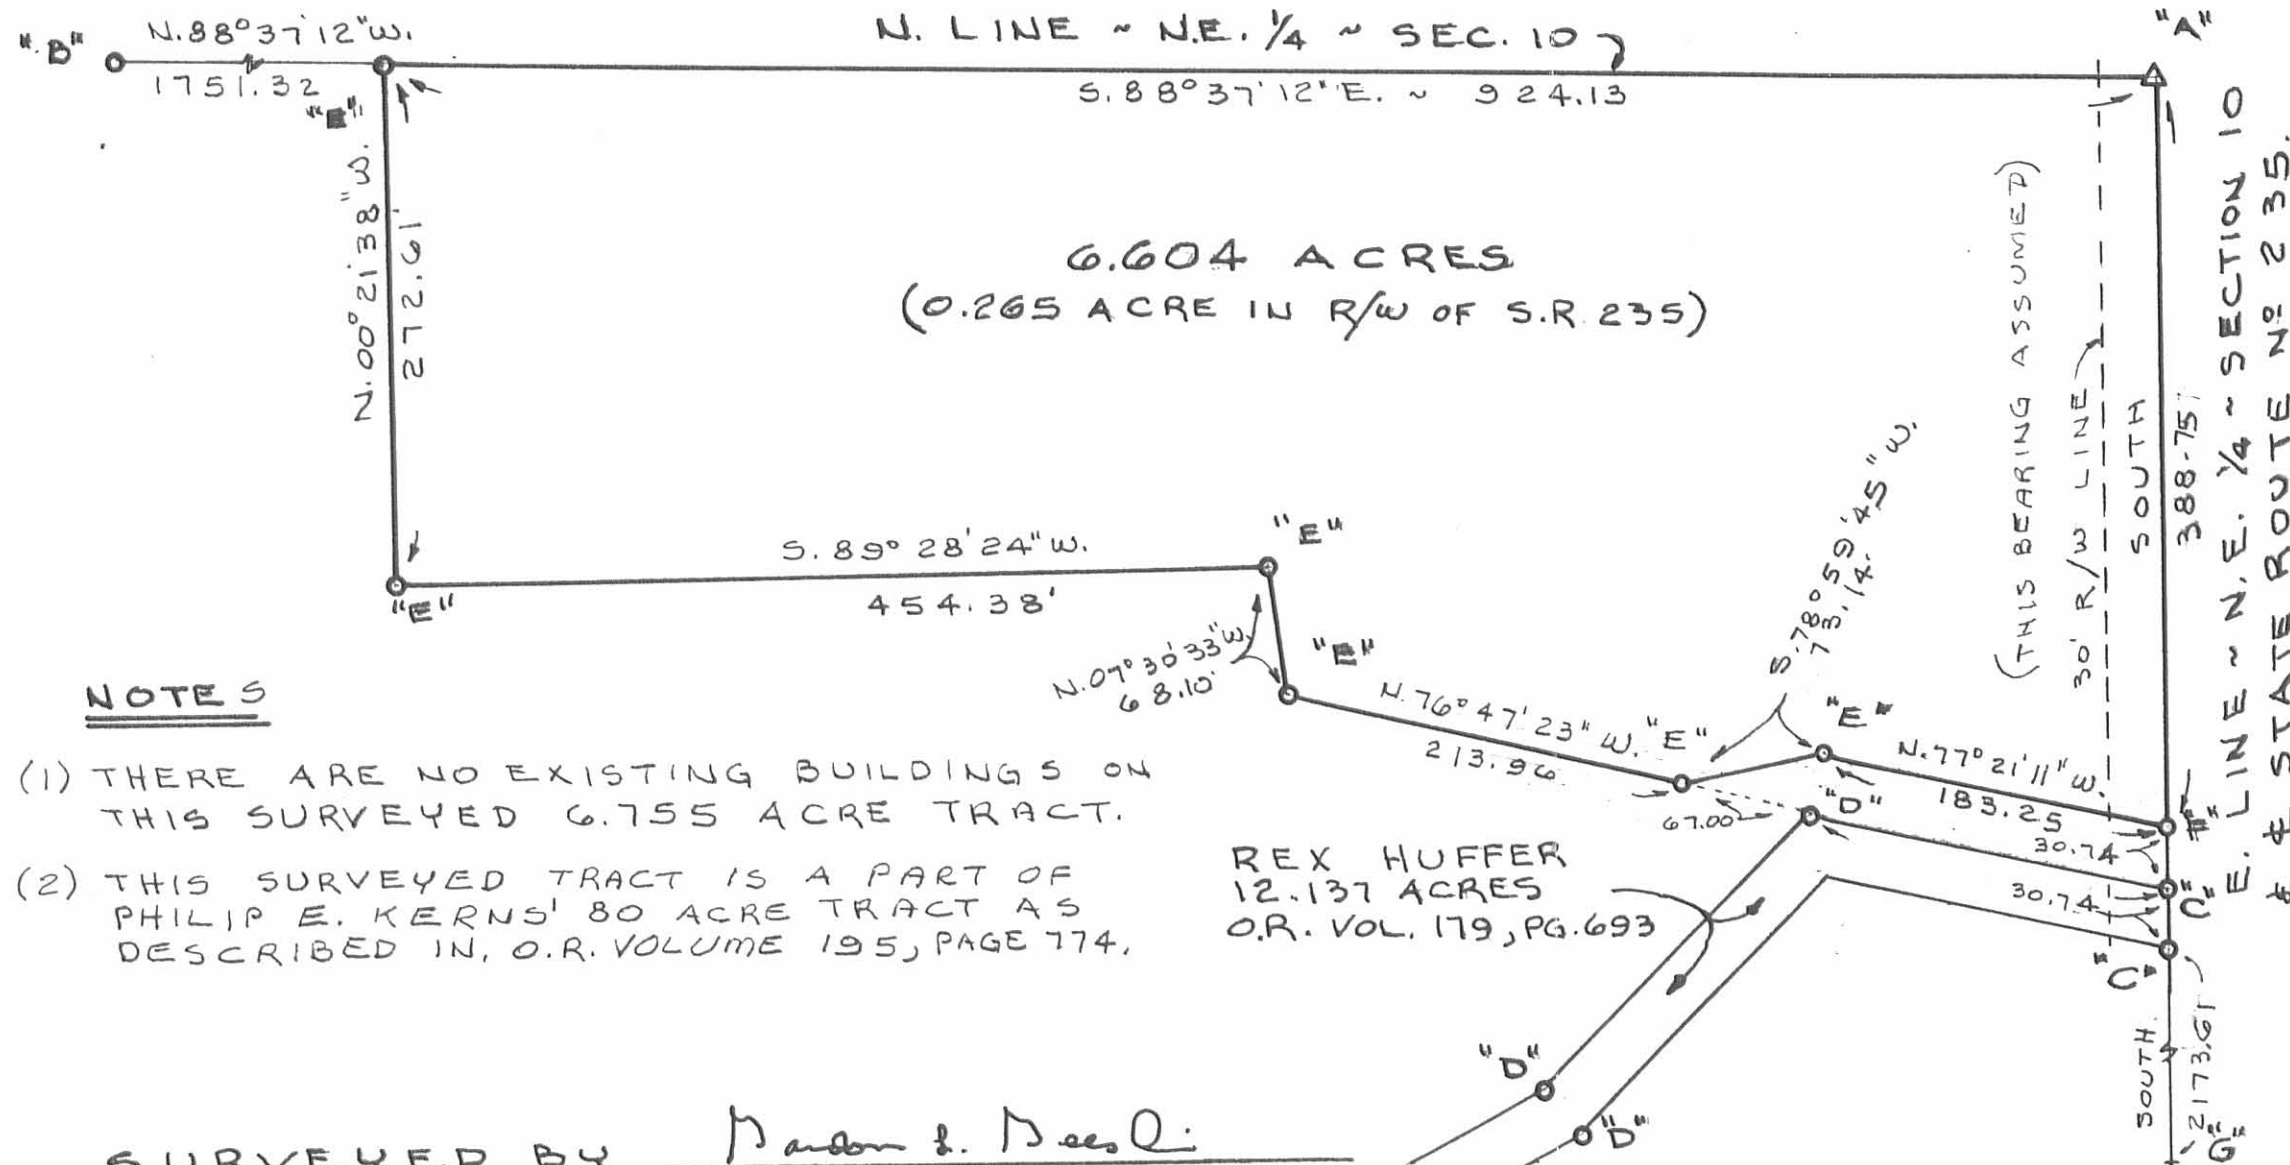 "B"
N.88°37'12"W.
1751.32
"E"
N. LINE ~ N.E. 1/4 ~ SEC. 10
S.88°37'12"E. ~ 924.13
"A"
N.00°21'38"W.
272.61'
6.604 ACRES
(0.265 ACRE IN R/W OF S.R. 235)
(THIS BEARING ASSUMED)
30' R/W LINE
SOUTH
388.75'
E. LINE ~ N.E. 1/4 ~ SECTION 10
& ℄ STATE ROUTE Nº 235.
S. 89° 28' 24" W.
454.38'
"E"
"E"
N.07°30'33"W.
68.10'
"E"
N.76°47'23" W.
213.96
"E"
S.78°59'45"W.
73.14.
"E"
N.77°21'11"W.
183.25
"E"
67.00
"D"
30.74
"C"
30.74
"C"
NOTES
(1) THERE ARE NO EXISTING BUILDINGS ON
THIS SURVEYED 6.755 ACRE TRACT.
(2) THIS SURVEYED TRACT IS A PART OF
PHILIP E. KERNS' 80 ACRE TRACT AS
DESCRIBED IN, O.R. VOLUME 195, PAGE 774.
REX HUFFER
12.137 ACRES
O.R. VOL. 179, PG.693
"D"
"D"
SOUTH.
2173.61
"G"
SURVEYED BY